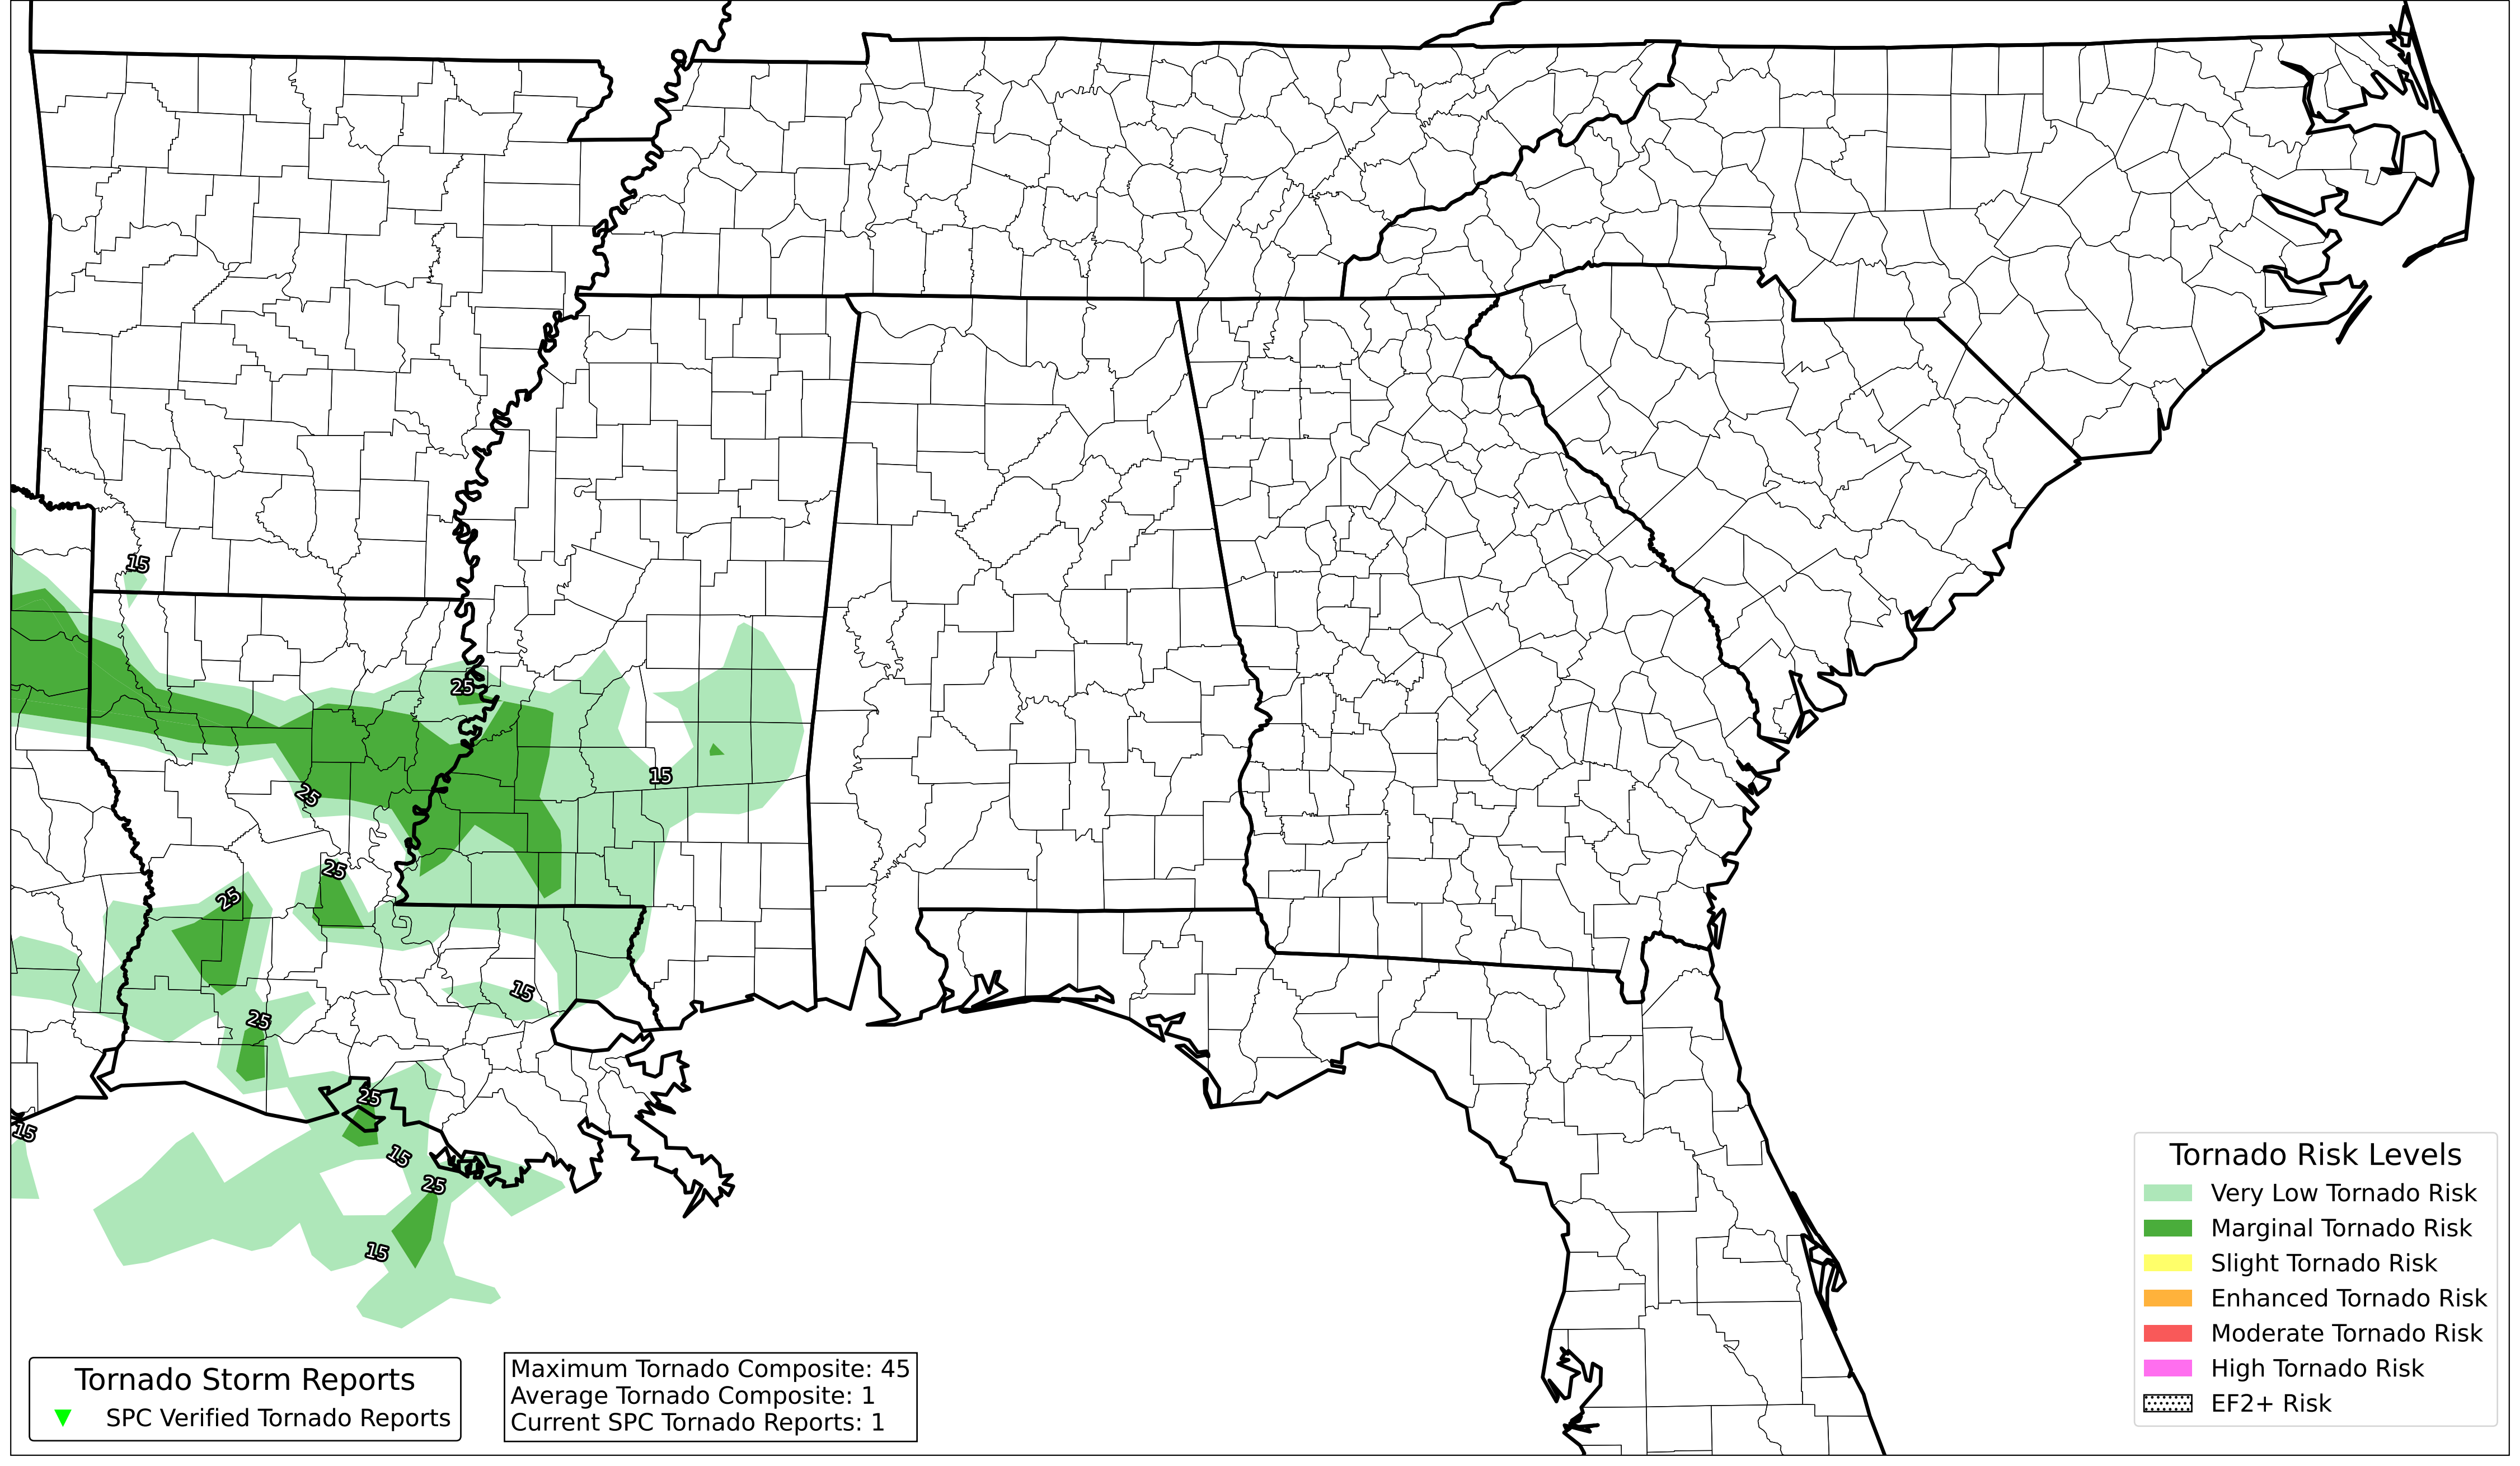 15
25
15
25
25
25
15
25
25
15
15
25
15
Tornado Risk Levels
Very Low Tornado Risk
Marginal Tornado Risk
Slight Tornado Risk
Enhanced Tornado Risk
Moderate Tornado Risk
High Tornado Risk
EF2+ Risk
Tornado Storm Reports
SPC Verified Tornado Reports
Maximum Tornado Composite: 45
Average Tornado Composite: 1
Current SPC Tornado Reports: 1